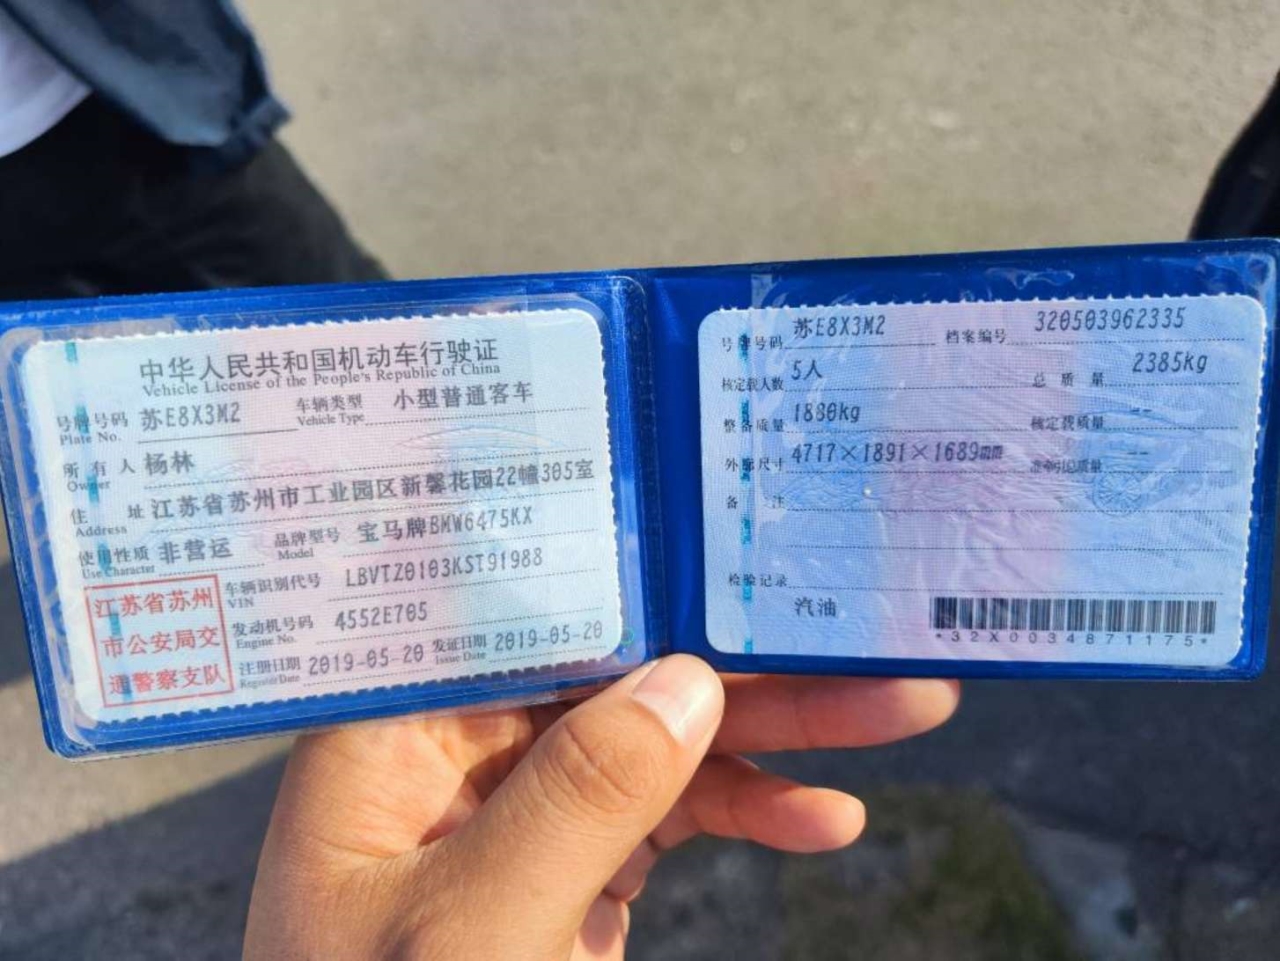 中华人民共和国机动车行驶证
Vehicle License of the People's Republic of China
号牌号码 苏E8X3M2 车辆类型 小型普通客车
Plate No. Vehicle Type
所有人 杨林
Owner
住址 江苏省苏州市工业园区新馨花园22幢305室
Address
使用性质 非营运 品牌型号 宝马牌BMW6475KX
Use Character Model
车辆识别代号 LBVTZ0103KST91988
VIN
发动机号码 4552E705
Engine No.
注册日期 2019-05-20 发证日期 2019-05-20
Register Date Issue Date
江苏省苏州
市公安局交
通警察支队
号牌号码 苏E8X3M2 档案编号 320503962335
核定载人数 5人 总质量 2385kg
整备质量 1880kg 核定载质量 --
外廓尺寸 4717×1891×1689mm 准牵引总质量 --
备注
检验记录
汽油
*32X0034871175*